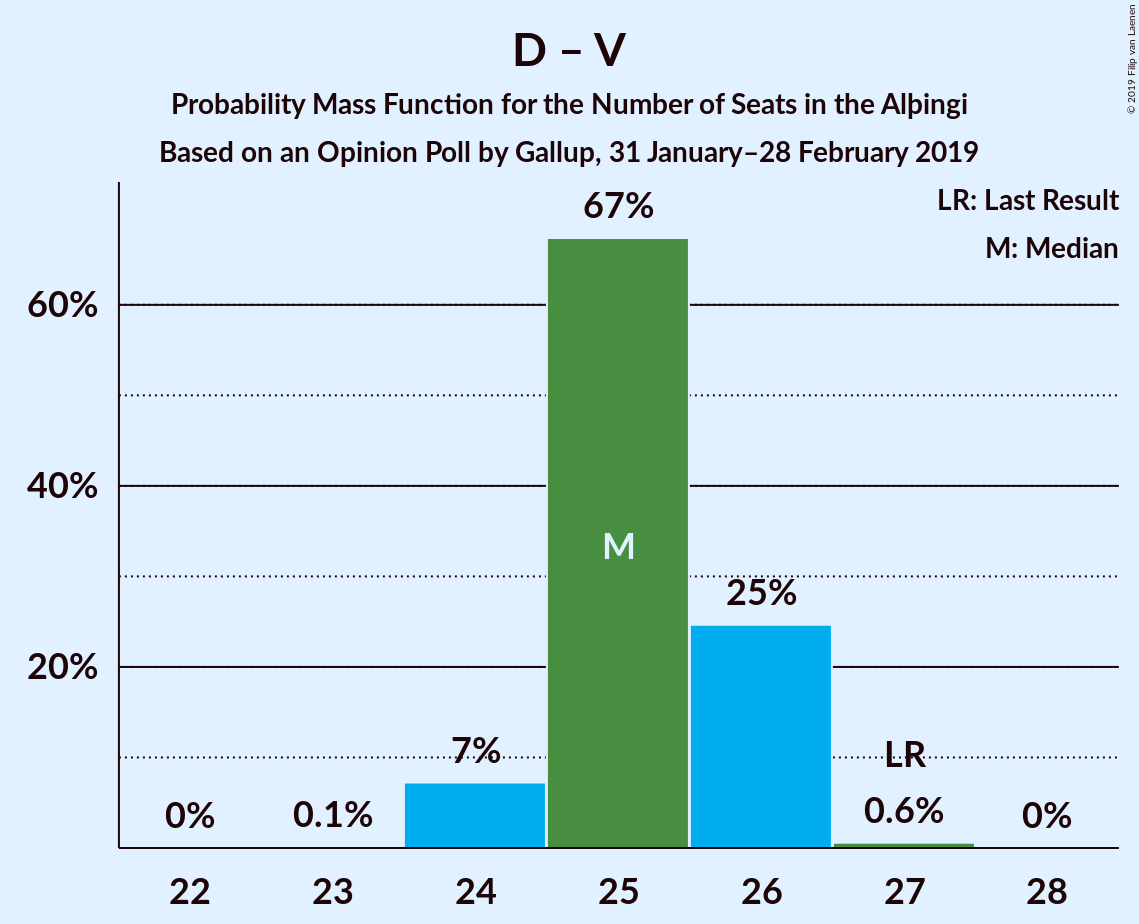 D – V
Probability Mass Function for the Number of Seats in the Alþingi
Based on an Opinion Poll by Gallup, 31 January–28 February 2019
© 2019 Filip van Laenen
LR: Last Result
M: Median
67%
60%
40%
M
25%
20%
7%
LR
0%
0.1%
0.6%
0%
22 23 24 25 26 27 28